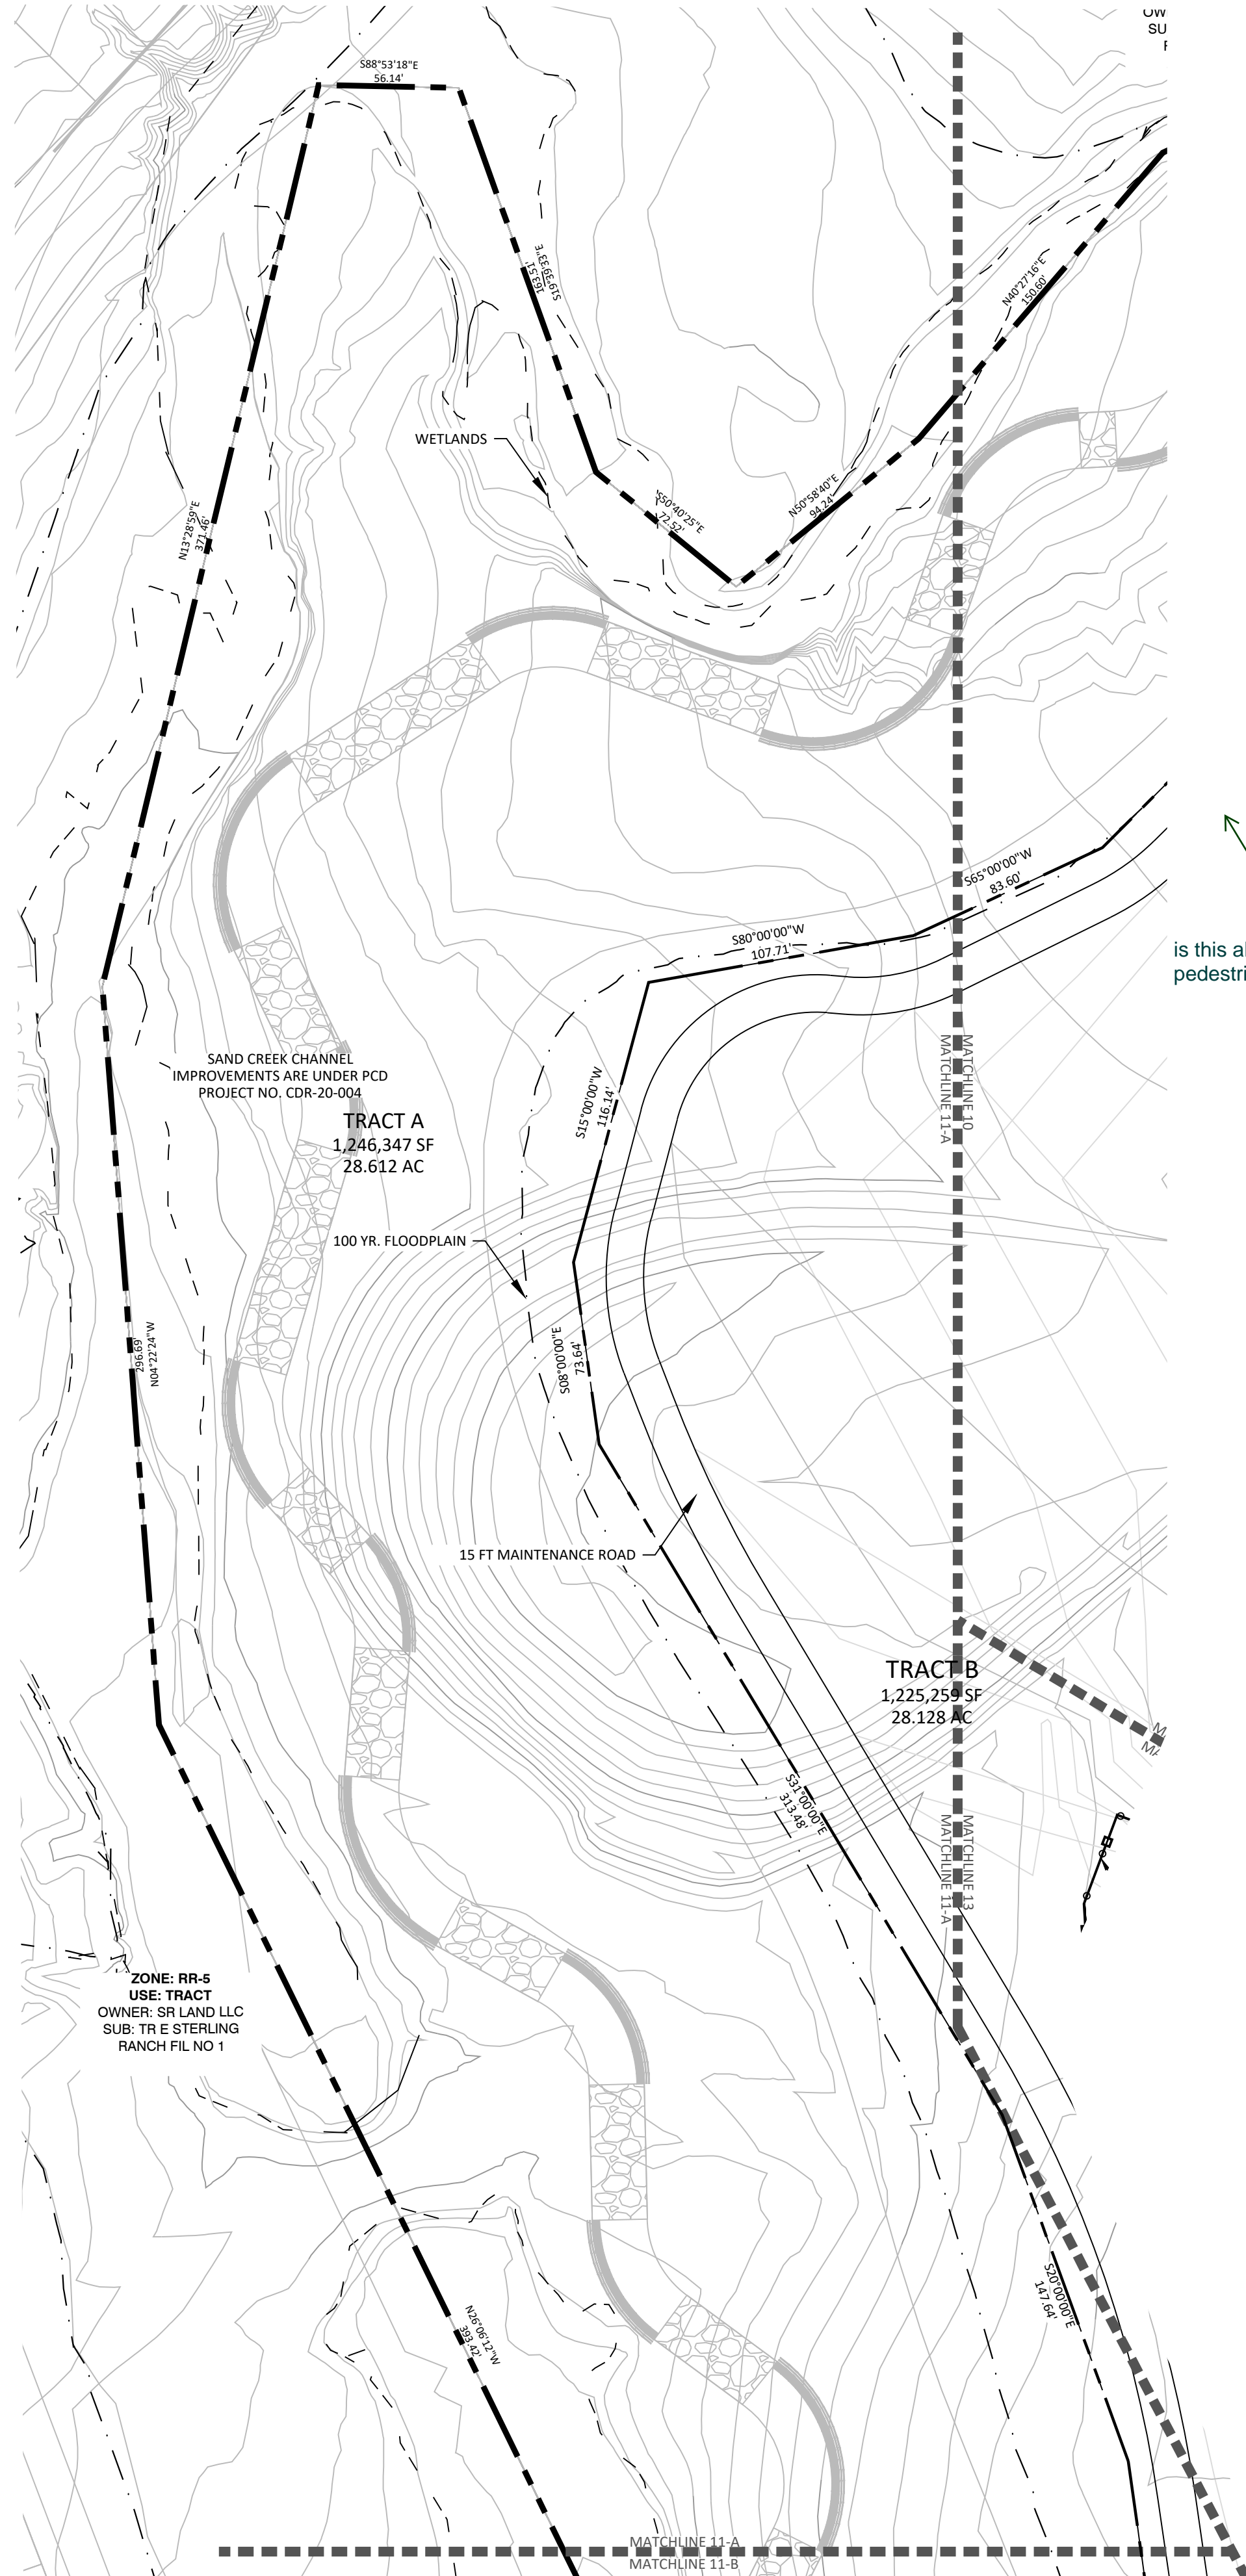 OW
SU
S88°53'18"E
56.14'
S19°39'33"E
163.51'
N40°27'16"E
150.60'
WETLANDS
S50°40'25"E
72.52'
N50°58'40"E
94.24'
N13°28'59"E
371.46'
S65°00'00"W
83.60'
S80°00'00"W
107.71'
is this al
pedestri
MATCHLINE 10
MATCHLINE 11-A
SAND CREEK CHANNEL
IMPROVEMENTS ARE UNDER PCD
PROJECT NO. CDR-20-004
S15°00'00"W
116.14'
TRACT A
1,246,347 SF
28.612 AC
100 YR. FLOODPLAIN
S08°00'00"E
73.64'
296.69'
N04°22'24"W
15 FT MAINTENANCE ROAD
TRACT B
1,225,259 SF
28.128 AC
MA
MA
S31°00'00"E
313.48'
MATCHLINE 13
MATCHLINE 11-A
ZONE: RR-5
USE: TRACT
OWNER: SR LAND LLC
SUB: TR E STERLING
RANCH FIL NO 1
S20°00'00"E
147.64'
N26°06'12"W
393.42'
MATCHLINE 11-A
MATCHLINE 11-B